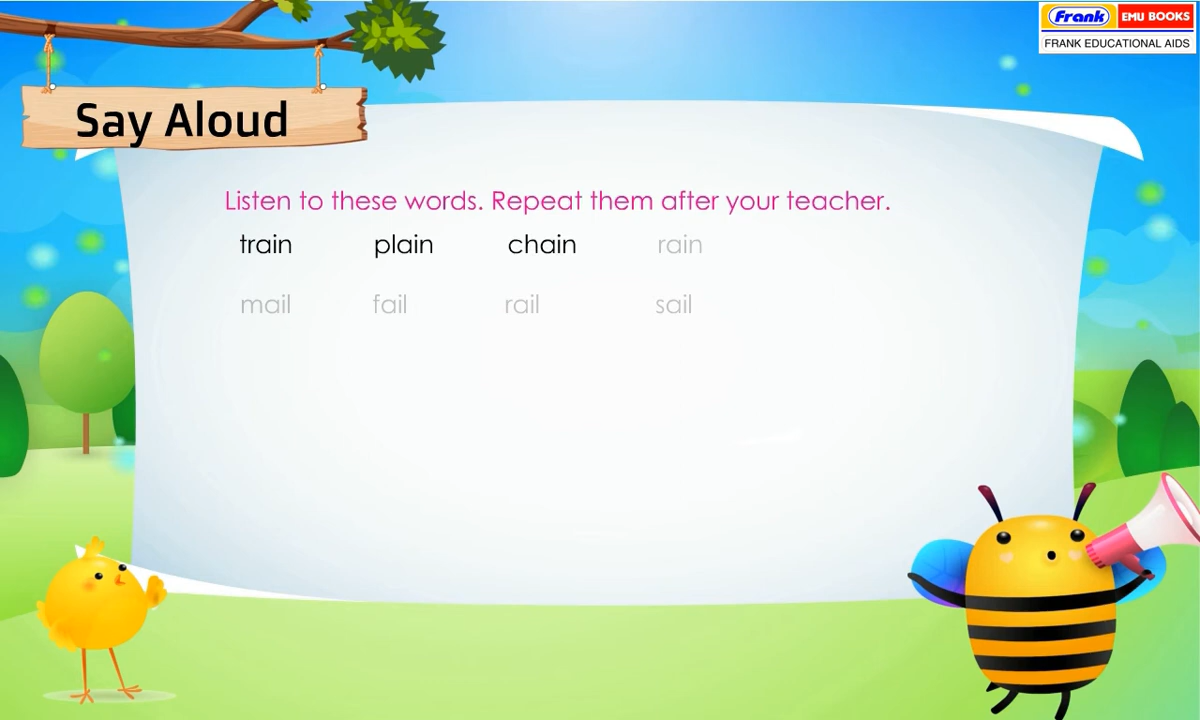 Frank EMU BOOKS
FRANK EDUCATIONAL AIDS
Say Aloud
Listen to these words. Repeat them after your teacher.
train plain chain rain
mail fail rail sail